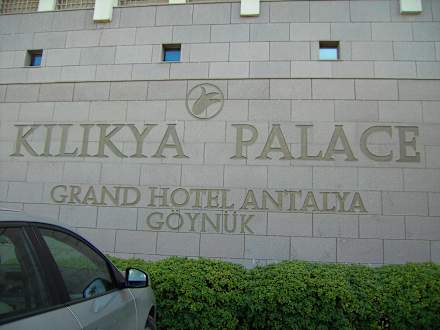 KILIKYA PALACE
GRAND HOTEL ANTALYA
GÖYNÜK